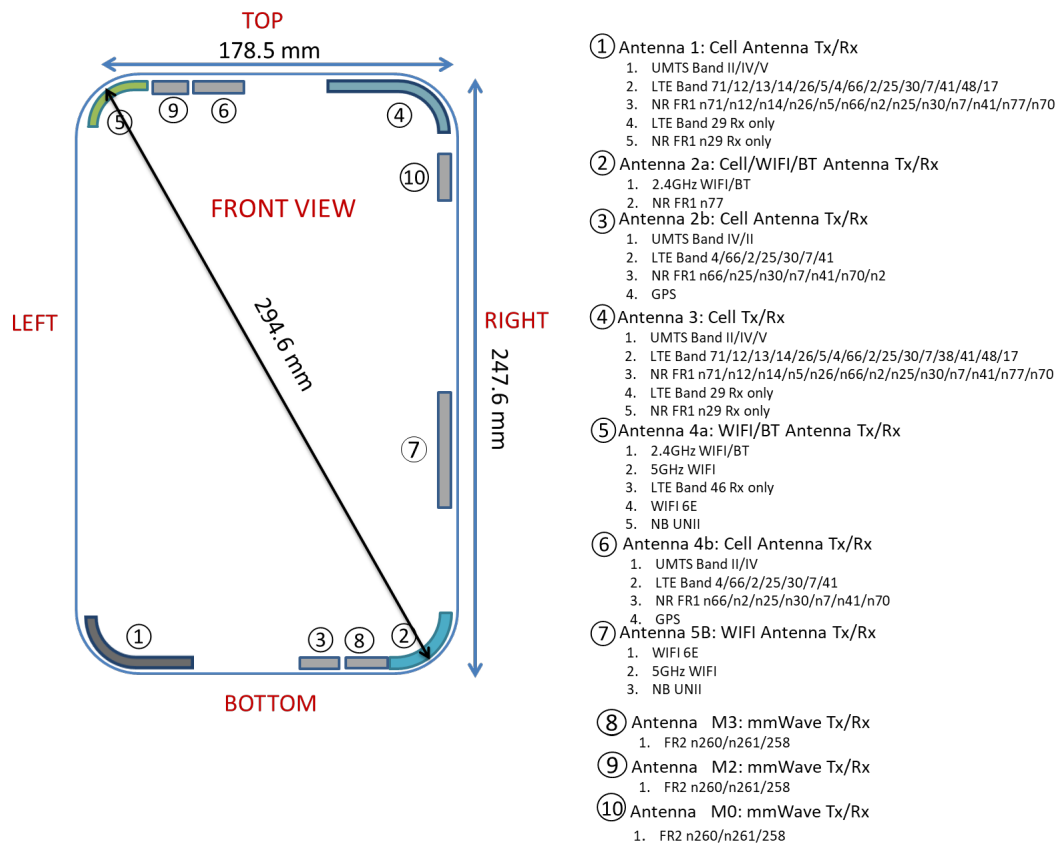 TOP
178.5 mm
⑨
⑥
⑤
④
⑩
FRONT VIEW
294.6 mm
LEFT
RIGHT
247.6 mm
⑦
①
③
⑧
②
BOTTOM
① Antenna 1: Cell Antenna Tx/Rx
1. UMTS Band II/IV/V
2. LTE Band 71/12/13/14/26/5/4/66/2/25/30/7/41/48/17
3. NR FR1 n71/n12/n14/n26/n5/n66/n2/n25/n30/n7/n41/n77/n70
4. LTE Band 29 Rx only
5. NR FR1 n29 Rx only
② Antenna 2a: Cell/WIFI/BT Antenna Tx/Rx
1. 2.4GHz WIFI/BT
2. NR FR1 n77
③ Antenna 2b: Cell Antenna Tx/Rx
1. UMTS Band IV/II
2. LTE Band 4/66/2/25/30/7/41
3. NR FR1 n66/n25/n30/n7/n41/n70/n2
4. GPS
④ Antenna 3: Cell Tx/Rx
1. UMTS Band II/IV/V
2. LTE Band 71/12/13/14/26/5/4/66/2/25/30/7/38/41/48/17
3. NR FR1 n71/n12/n14/n5/n26/n66/n2/n25/n30/n7/n41/n77/n70
4. LTE Band 29 Rx only
5. NR FR1 n29 Rx only
⑤ Antenna 4a: WIFI/BT Antenna Tx/Rx
1. 2.4GHz WIFI/BT
2. 5GHz WIFI
3. LTE Band 46 Rx only
4. WIFI 6E
5. NB UNII
⑥ Antenna 4b: Cell Antenna Tx/Rx
1. UMTS Band II/IV
2. LTE Band 4/66/2/25/30/7/41
3. NR FR1 n66/n2/n25/n30/n7/n41/n70
4. GPS
⑦ Antenna 5B: WIFI Antenna Tx/Rx
1. WIFI 6E
2. 5GHz WIFI
3. NB UNII
⑧ Antenna M3: mmWave Tx/Rx
1. FR2 n260/n261/258
⑨ Antenna M2: mmWave Tx/Rx
1. FR2 n260/n261/258
⑩ Antenna M0: mmWave Tx/Rx
1. FR2 n260/n261/258